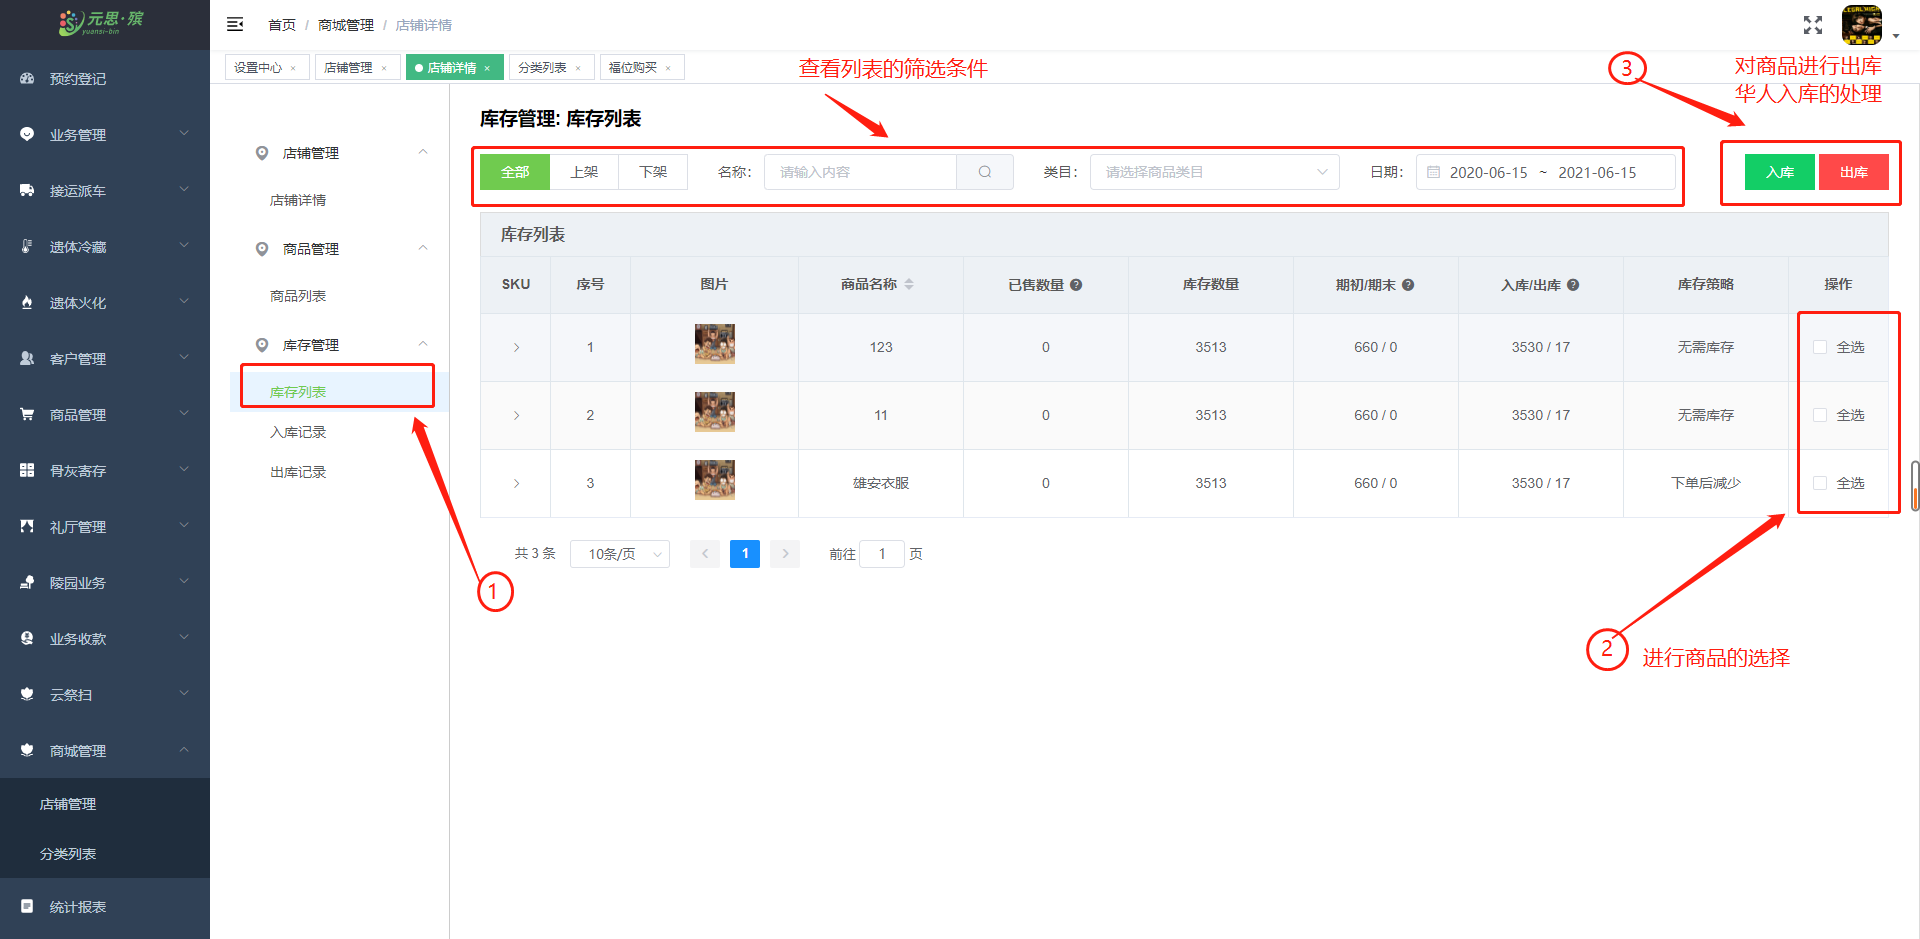 元思·殡
yuansi-bin
首页 / 商城管理 / 店铺详情
设置中心 × 店铺管理 × 店铺详情 × 分类列表 × 福位购买 ×
查看列表的筛选条件
3
对商品进行出库
华人入库的处理
预约登记
业务管理
接运派车
遗体冷藏
遗体火化
客户管理
商品管理
骨灰寄存
礼厅管理
陵园业务
业务收款
云祭扫
商城管理
店铺管理
分类列表
统计报表
店铺管理
店铺详情
商品管理
商品列表
库存管理
库存列表
入库记录
出库记录
1
库存管理: 库存列表
全部 上架 下架 名称: 请输入内容 类目: 请选择商品类目 日期: 2020-06-15 ~ 2021-06-15 入库 出库
库存列表
SKU 序号 图片 商品名称 已售数量 ? 库存数量 期初/期末 ? 入库/出库 ? 库存策略 操作
1 123 0 3513 660 / 0 3530 / 17 无需库存 全选
2 11 0 3513 660 / 0 3530 / 17 无需库存 全选
3 雄安衣服 0 3513 660 / 0 3530 / 17 下单后减少 全选
共 3 条 10条/页 < 1 > 前往 1 页
2 进行商品的选择